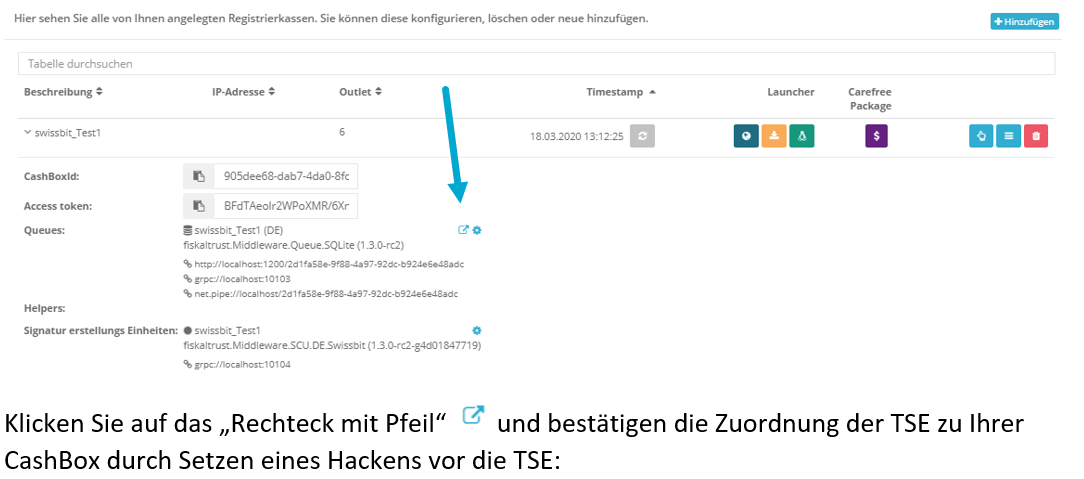 Hier sehen Sie alle von Ihnen angelegten Registrierkassen. Sie können diese konfigurieren, löschen oder neue hinzufügen.
+ Hinzufügen
Tabelle durchsuchen
Beschreibung IP-Adresse Outlet Timestamp Launcher Carefree Package
swissbit_Test1 6 18.03.2020 13:12:25 $
CashBoxId: 905dee68-dab7-4da0-8fc
Access token: BFdTAeoIr2WPoXMR/6Xr
Queues: swissbit_Test1 (DE)
fiskaltrust.Middleware.Queue.SQLite (1.3.0-rc2)
http://localhost:1200/2d1fa58e-9f88-4a97-92dc-b924e6e48adc
grpc://localhost:10103
net.pipe://localhost/2d1fa58e-9f88-4a97-92dc-b924e6e48adc
Helpers:
Signatur erstellungs Einheiten: swissbit_Test1
fiskaltrust.Middleware.SCU.DE.Swissbit (1.3.0-rc2-g4d01847719)
grpc://localhost:10104
Klicken Sie auf das „Rechteck mit Pfeil“ und bestätigen die Zuordnung der TSE zu Ihrer
CashBox durch Setzen eines Hackens vor die TSE: